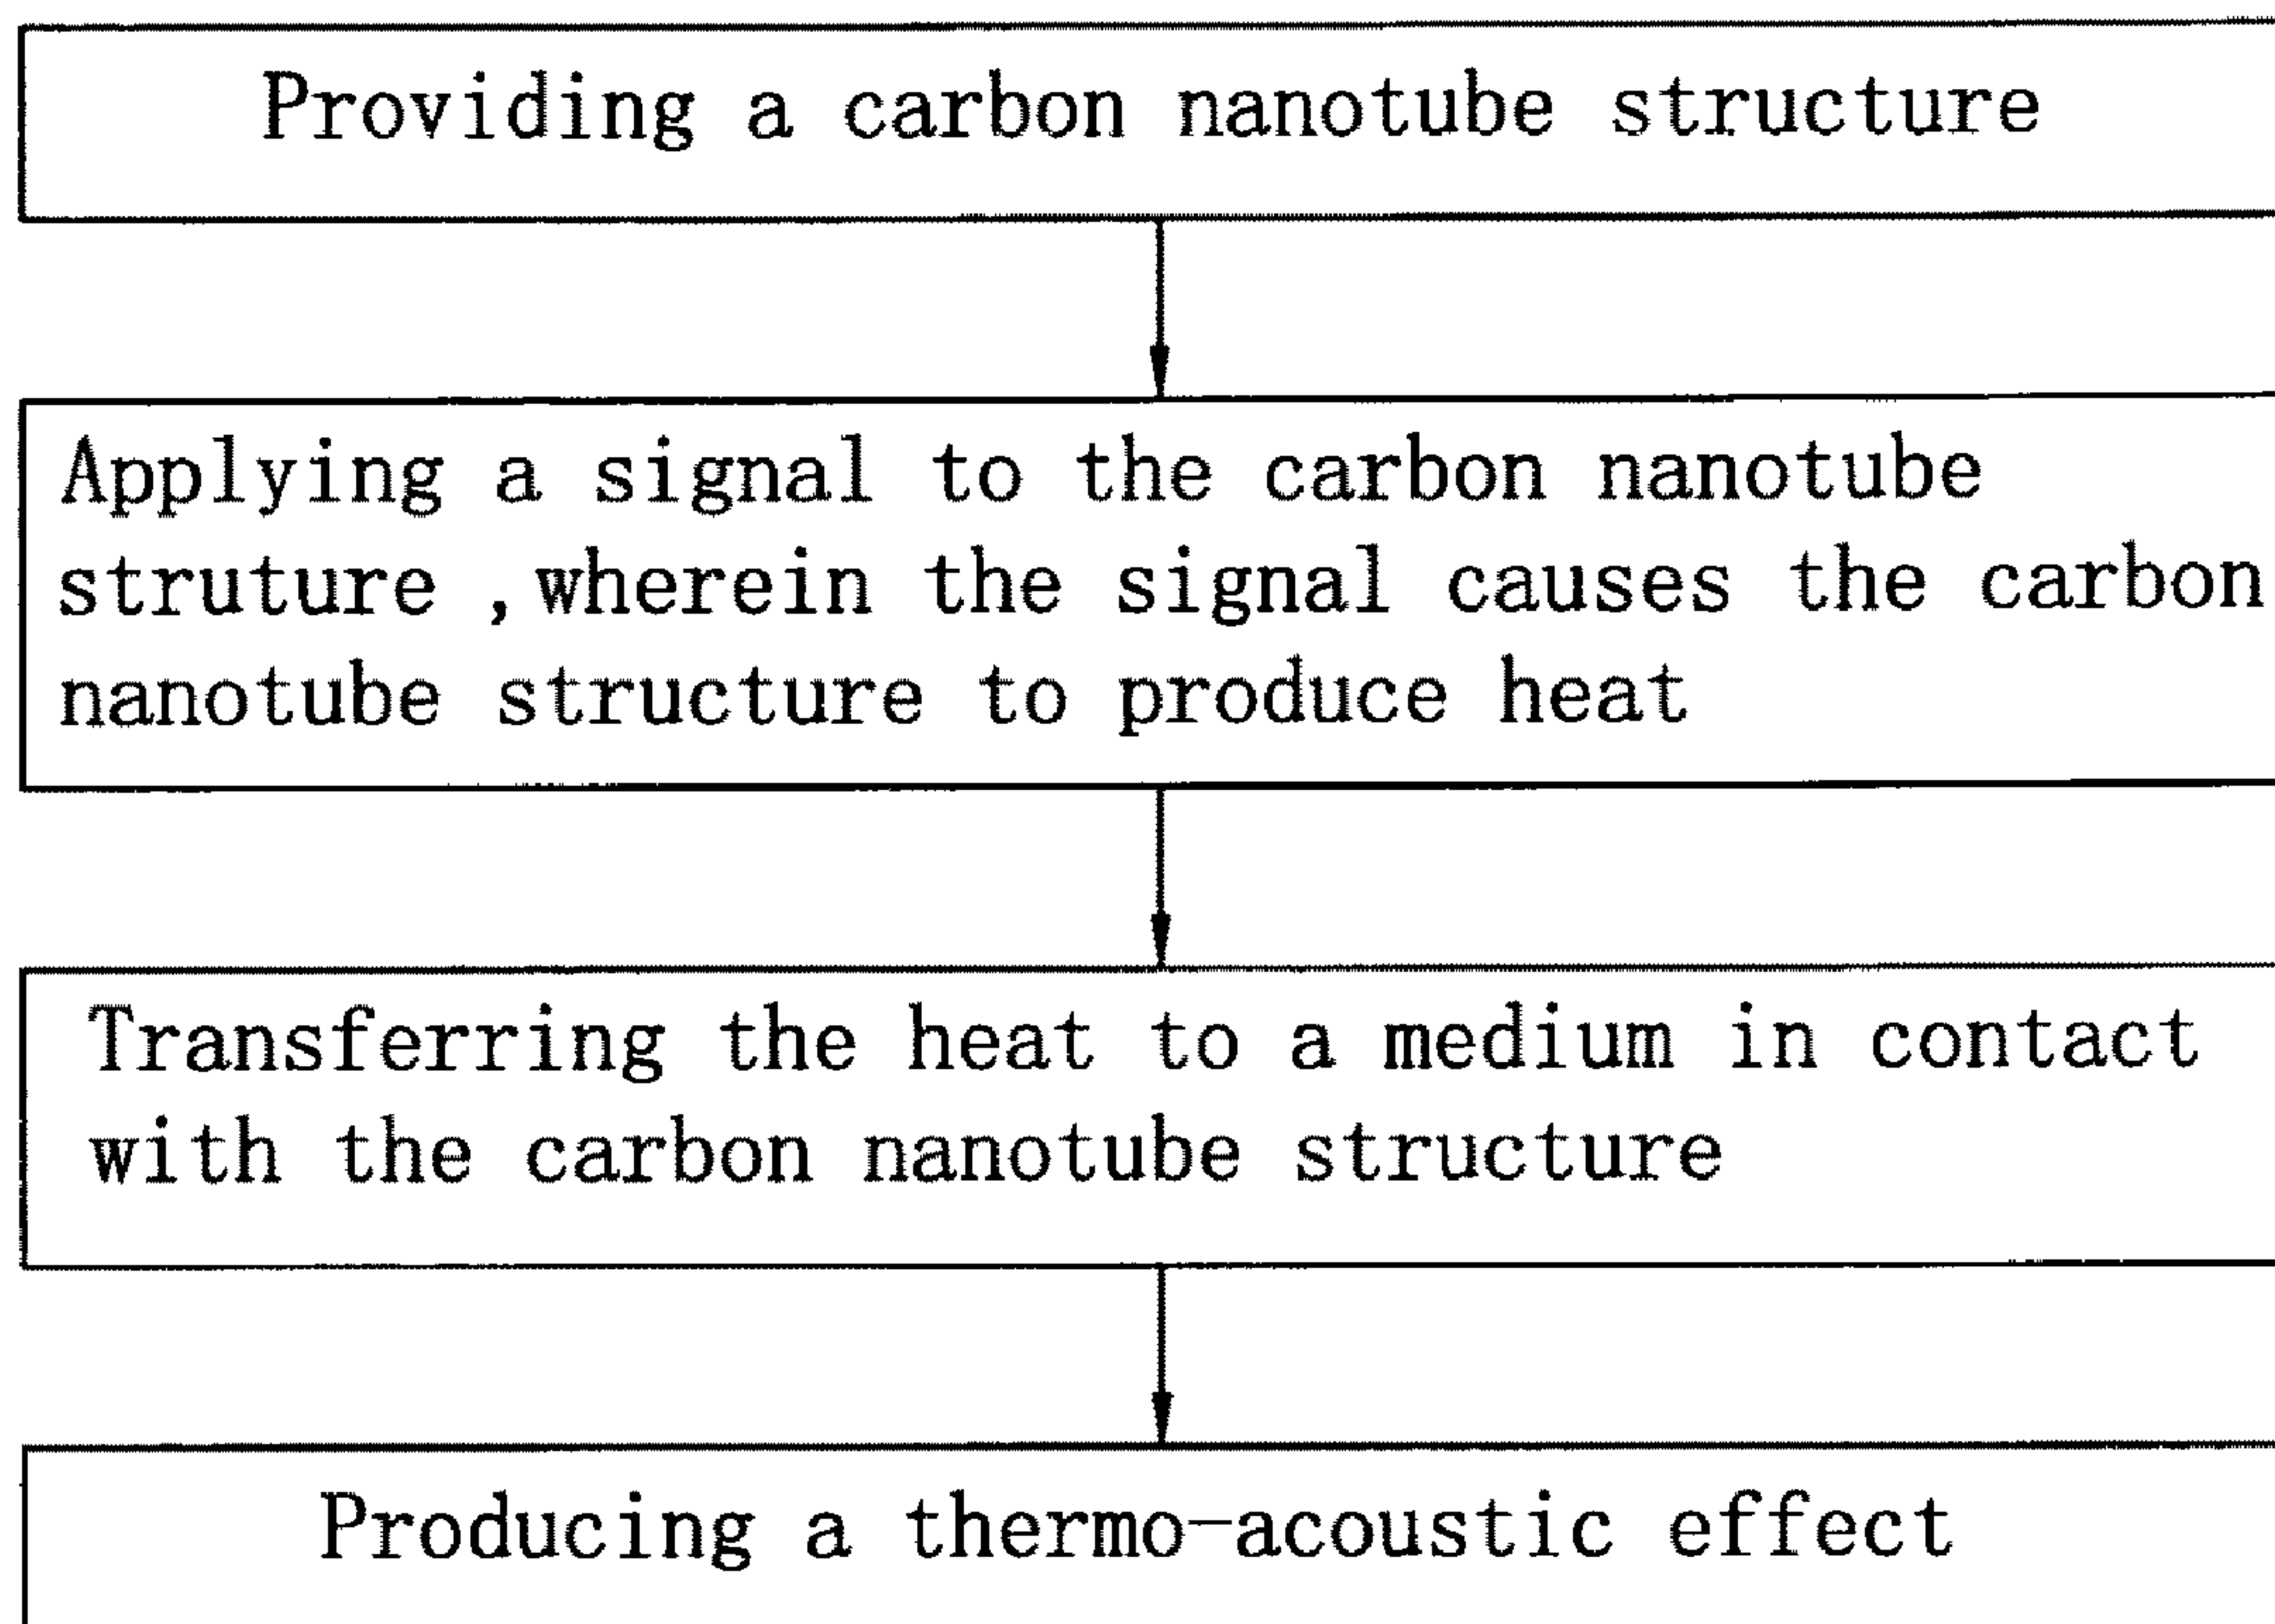 Providing a carbon nanotube structure
Applying a signal to the carbon nanotube
struture ,wherein the signal causes the carbon
nanotube structure to produce heat
Transferring the heat to a medium in contact
with the carbon nanotube structure
Producing a thermo-acoustic effect